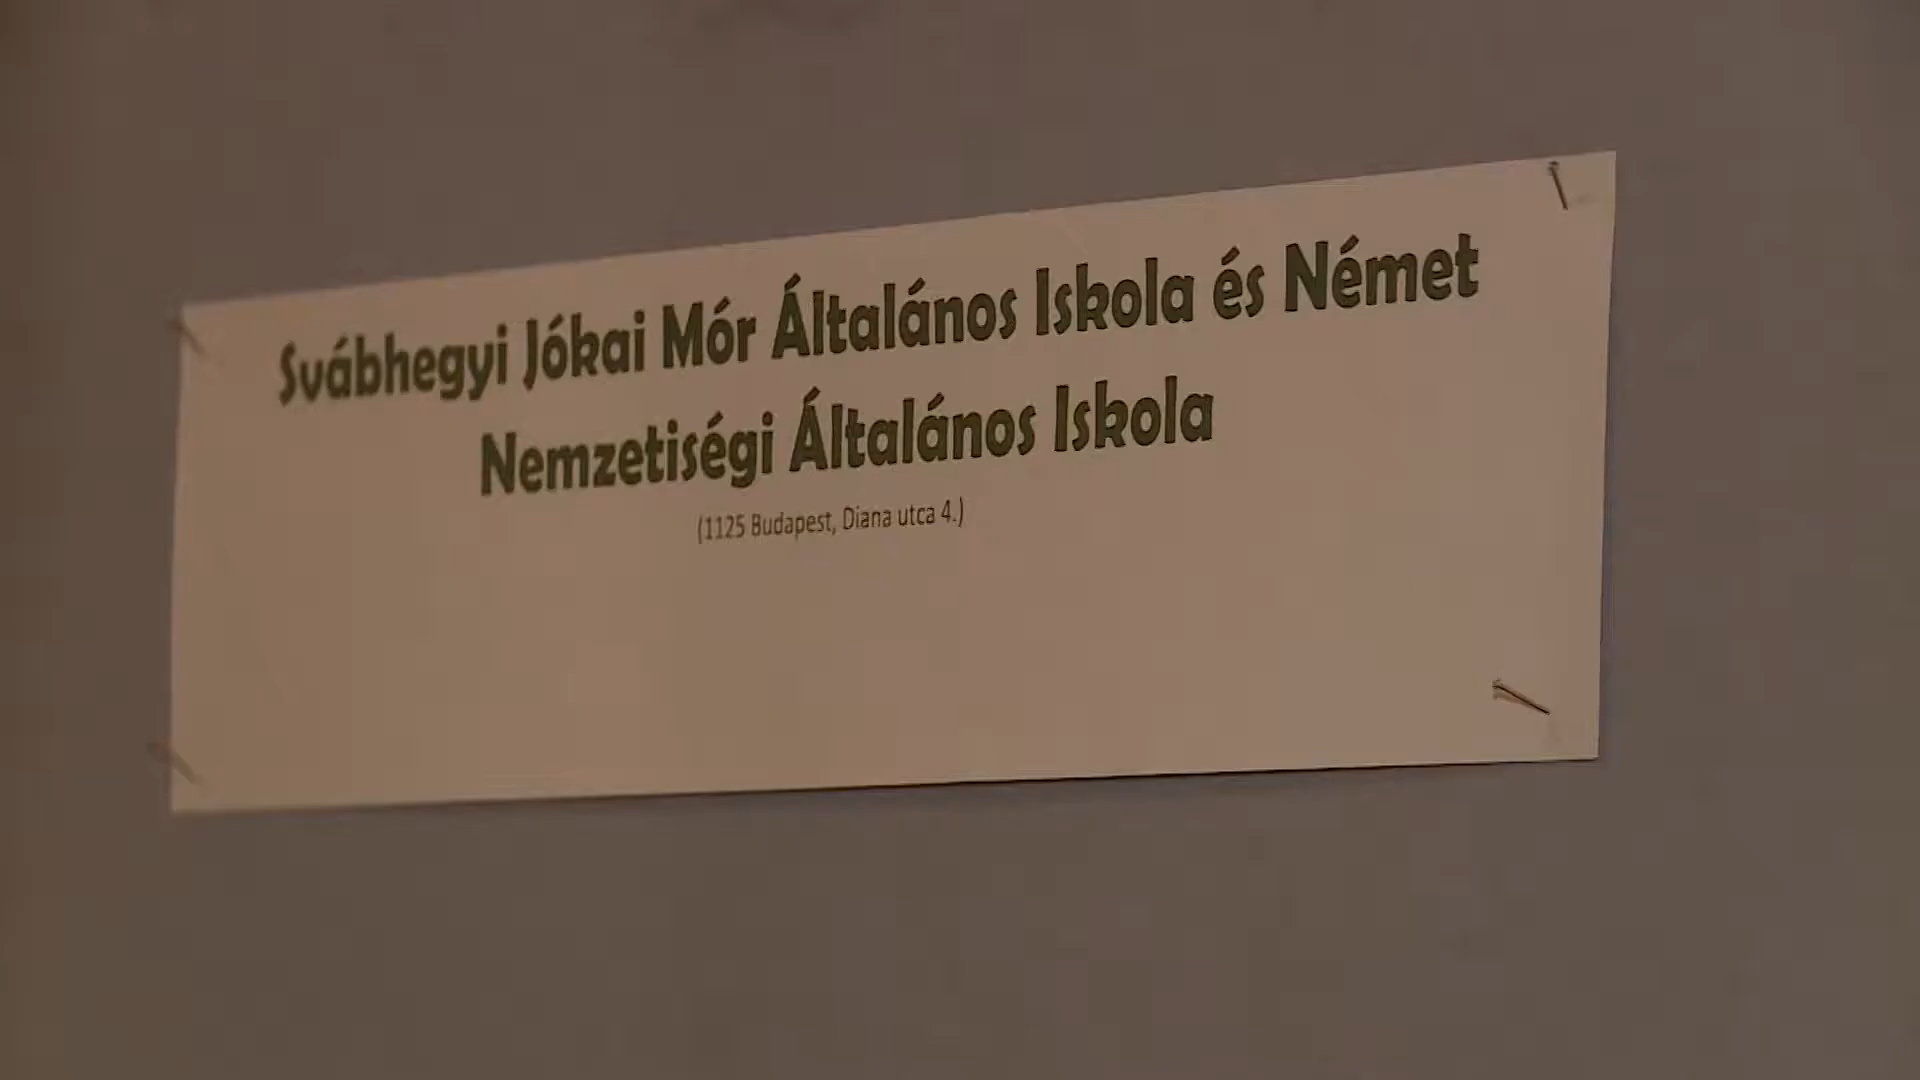 Svábhegyi Jókai Mór Általános Iskola és Német
Nemzetiségi Általános Iskola
(1125 Budapest, Diana utca 4.)